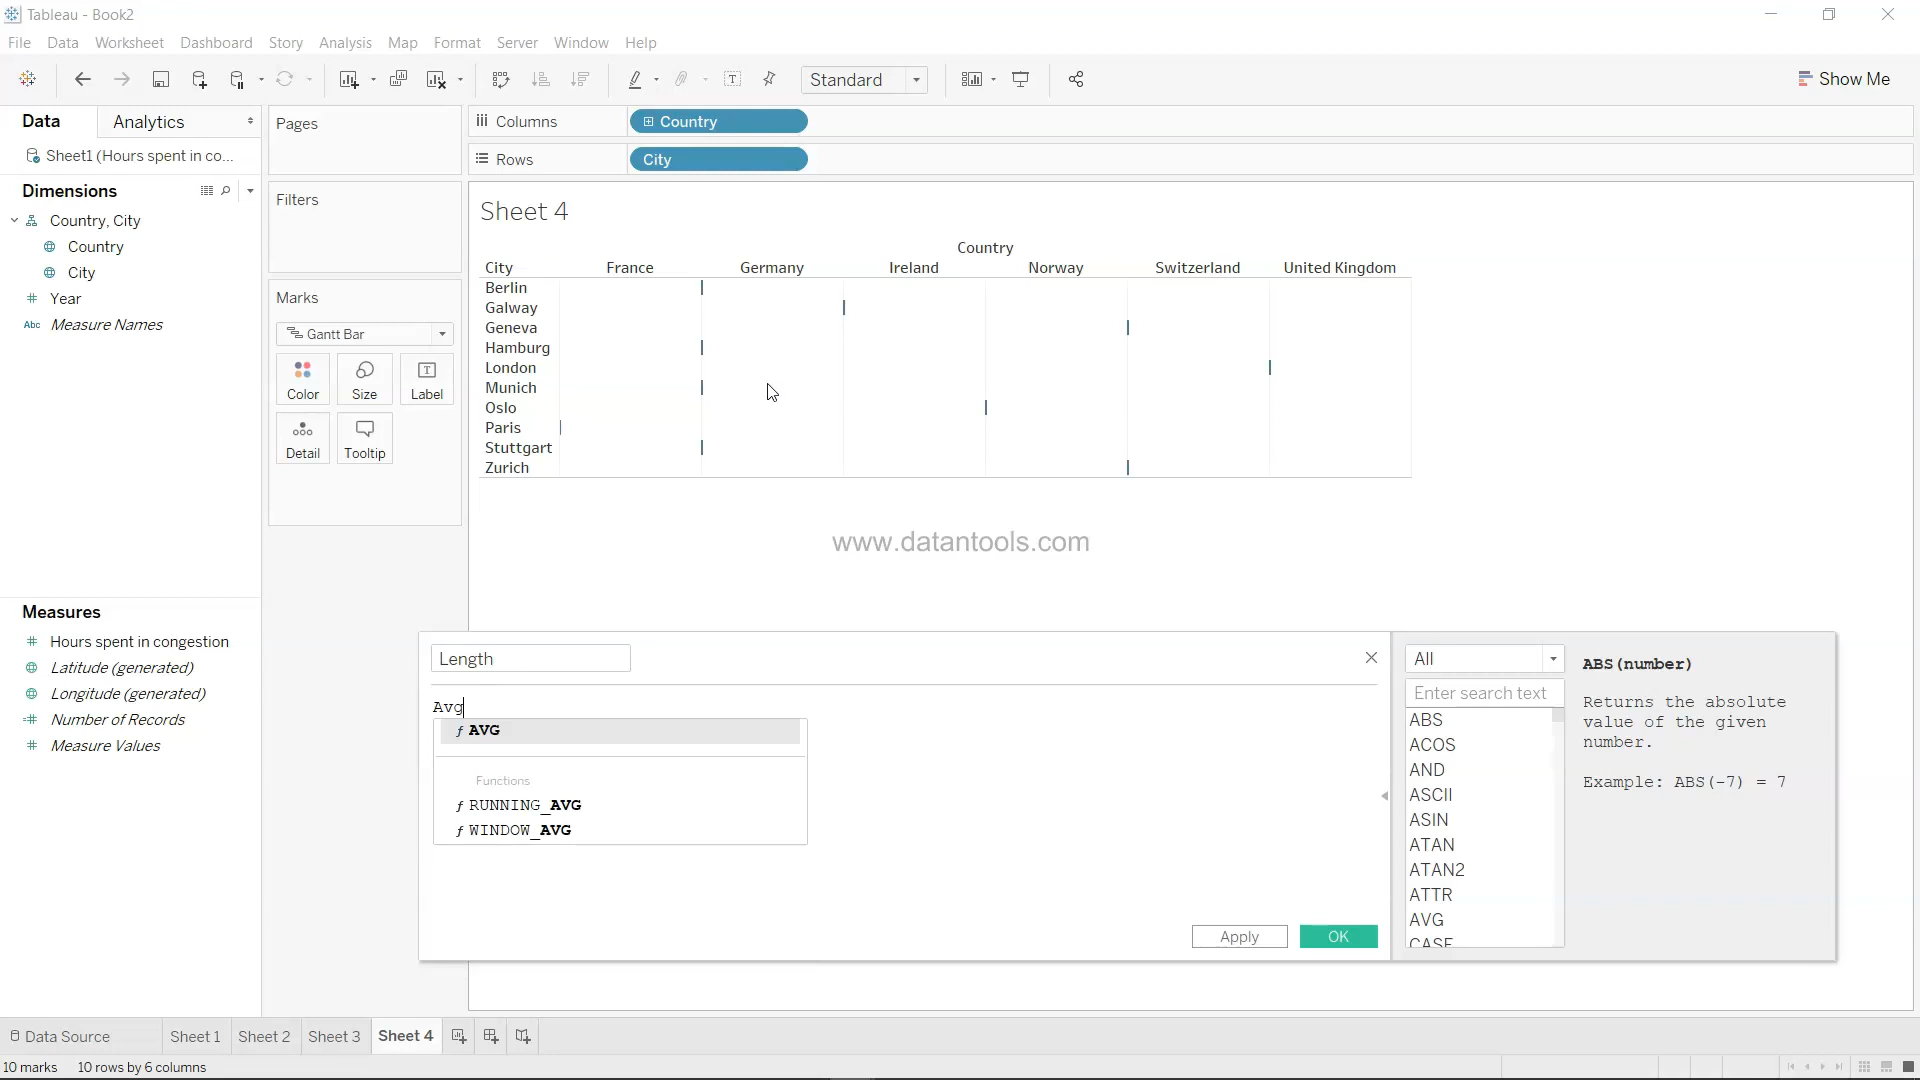 Tableau - Book2
File Data Worksheet Dashboard Story Analysis Map Format Server Window Help
Standard
Show Me
Data Analytics
Sheet1 (Hours spent in co...
Dimensions
Country, City
Country
City
# Year
Abc Measure Names
Measures
# Hours spent in congestion
Latitude (generated)
Longitude (generated)
=# Number of Records
# Measure Values
Pages
Filters
Marks
Gantt Bar
Color Size Label
Detail Tooltip
Columns Country
Rows City
Sheet 4
Country
City France Germany Ireland Norway Switzerland United Kingdom
Berlin
Galway
Geneva
Hamburg
London
Munich
Oslo
Paris
Stuttgart
Zurich
www.datantools.com
Length
Avg
f AVG
Functions
f RUNNING_AVG
f WINDOW_AVG
Apply OK
All
Enter search text
ABS
ACOS
AND
ASCII
ASIN
ATAN
ATAN2
ATTR
AVG
CASE
ABS(number)
Returns the absolute
value of the given
number.
Example: ABS(-7) = 7
Data Source Sheet 1 Sheet 2 Sheet 3 Sheet 4
10 marks 10 rows by 6 columns